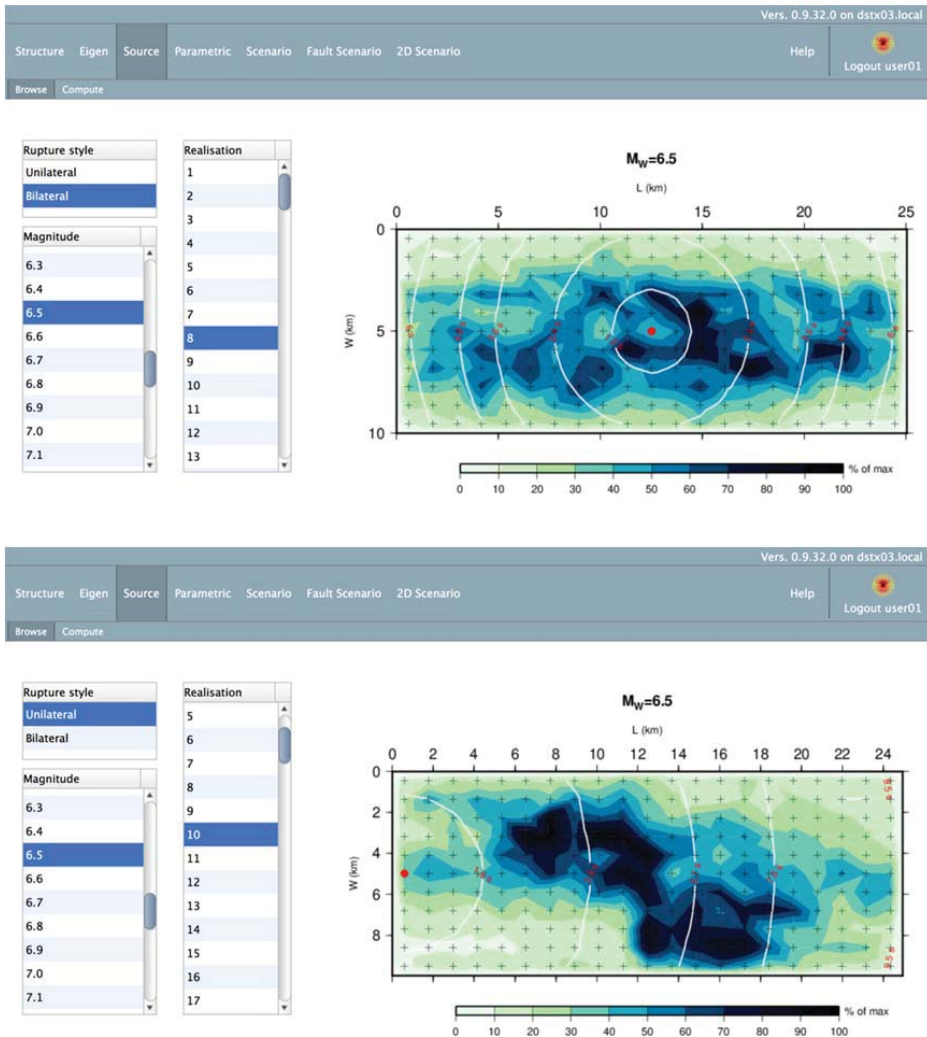 Vers. 0.9.32.0 on dstx03.local
Structure Eigen Source Parametric Scenario Fault Scenario 2D Scenario Help
Logout user01
Browse Compute
Rupture style
Unilateral
Bilateral
Magnitude
6.3
6.4
6.5
6.6
6.7
6.8
6.9
7.0
7.1
Realisation
1
2
3
4
5
6
7
8
9
10
11
12
13
MW=6.5
L (km)
0 5 10 15 20 25
W (km)
0
5
10
% of max
0 10 20 30 40 50 60 70 80 90 100
Vers. 0.9.32.0 on dstx03.local
Structure Eigen Source Parametric Scenario Fault Scenario 2D Scenario Help
Logout user01
Browse Compute
Rupture style
Unilateral
Bilateral
Magnitude
6.3
6.4
6.5
6.6
6.7
6.8
6.9
7.0
7.1
Realisation
5
6
7
8
9
10
11
12
13
14
15
16
17
MW=6.5
L (km)
0 2 4 6 8 10 12 14 16 18 20 22 24
W (km)
0
2
4
6
8
9.5 s
9.5 s
% of max
0 10 20 30 40 50 60 70 80 90 100